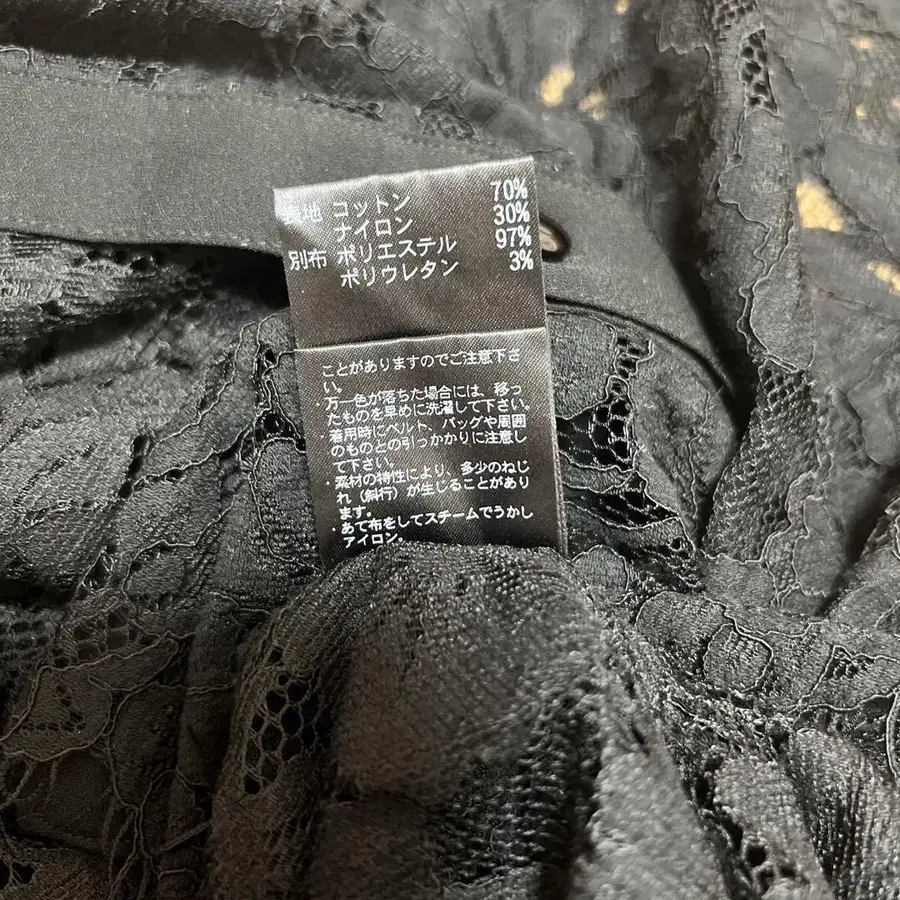 表地 コットン 70%
ナイロン 30%
別布 ポリエステル 97%
ポリウレタン 3%
ことがありますのでご注意下さ
い。
・万一色が落ちた場合には、移っ
たものを早めに洗濯して下さい。
・着用時にベルト、バッグや周囲
のものとの引っかかりに注意し
て下さい。
・素材の特性により、多少のねじ
れ（斜行）が生じることがあり
ます。
・あて布をしてスチームでうかし
アイロン。